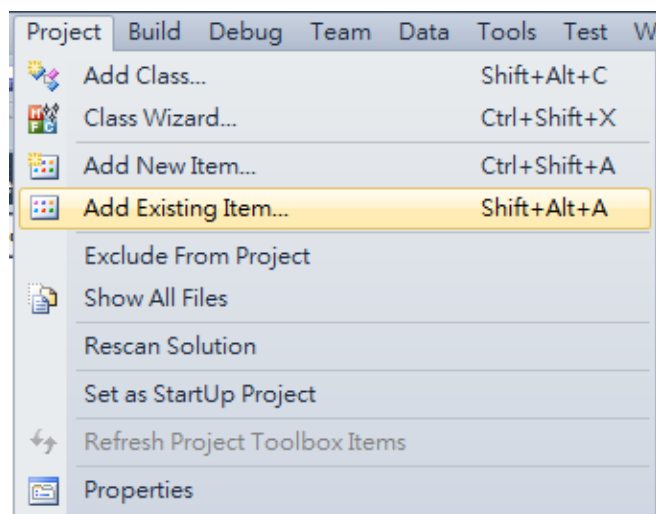 Project Build Debug Team Data Tools Test W
Add Class... Shift+Alt+C
Class Wizard... Ctrl+Shift+X
Add New Item... Ctrl+Shift+A
Add Existing Item... Shift+Alt+A
Exclude From Project
Show All Files
Rescan Solution
Set as StartUp Project
Refresh Project Toolbox Items
Properties